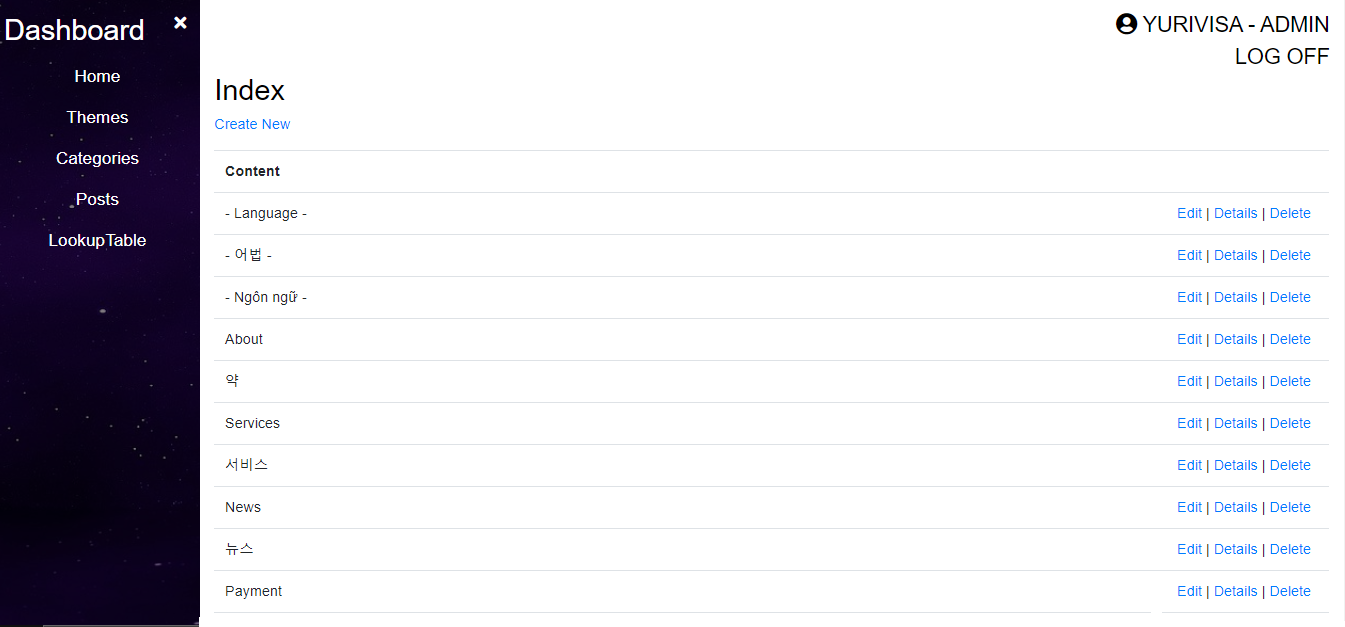 Dashboard ×
Home
Themes
Categories
Posts
LookupTable
YURIVISA - ADMIN
LOG OFF
Index
Create New
Content
- Language - Edit | Details | Delete
- 어법 - Edit | Details | Delete
- Ngôn ngữ - Edit | Details | Delete
About Edit | Details | Delete
약 Edit | Details | Delete
Services Edit | Details | Delete
서비스 Edit | Details | Delete
News Edit | Details | Delete
뉴스 Edit | Details | Delete
Payment Edit | Details | Delete